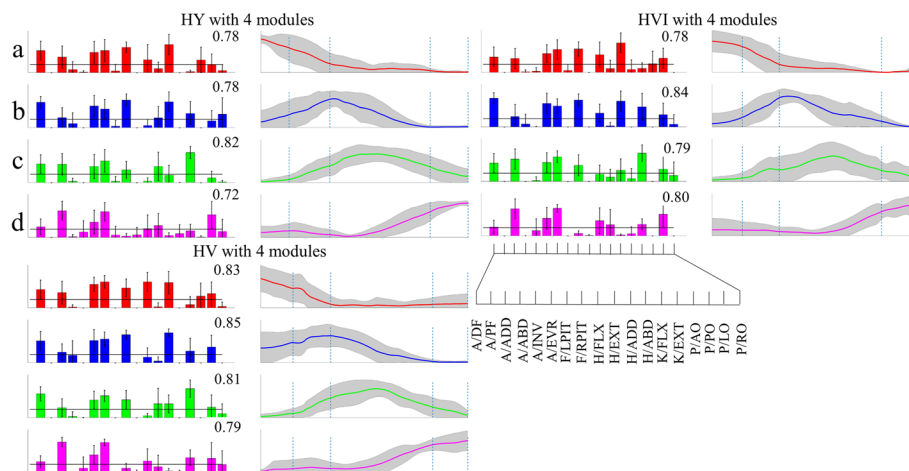 HY with 4 modules
HVI with 4 modules
a
0.78
0.78
b
0.78
0.84
c
0.82
0.79
d
0.72
0.80
HV with 4 modules
0.83
0.85
0.81
0.79
A/DF
A/PF
A/ADD
A/ABD
A/INV
A/EVR
F/LPIT
F/RPIT
H/FLX
H/EXT
H/ADD
H/ABD
K/FLX
K/EXT
P/AO
P/PO
P/LO
P/RO